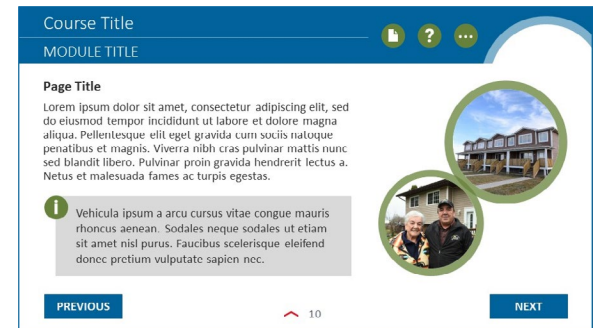 Course Title
MODULE TITLE
?
Page Title
Lorem ipsum dolor sit amet, consectetur adipiscing elit, sed
do eiusmod tempor incididunt ut labore et dolore magna
aliqua. Pellentesque elit eget gravida cum sociis natoque
penatibus et magnis. Viverra nibh cras pulvinar mattis nunc
sed blandit libero. Pulvinar proin gravida hendrerit lectus a.
Netus et malesuada fames ac turpis egestas.
i
Vehicula ipsum a arcu cursus vitae congue mauris
rhoncus aenean. Sodales neque sodales ut etiam
sit amet nisl purus. Faucibus scelerisque eleifend
donec pretium vulputate sapien nec.
PREVIOUS
10
NEXT